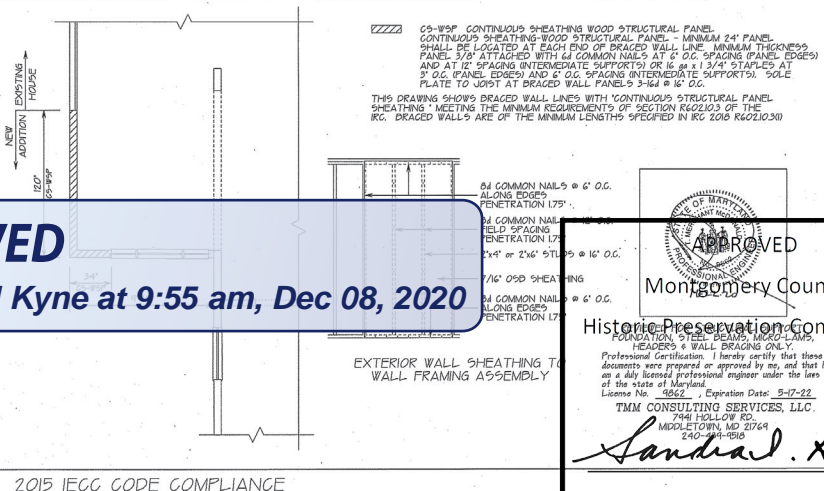 CS-WSP CONTINUOUS SHEATHING WOOD STRUCTURAL PANEL
CONTINUOUS SHEATHING-WOOD STRUCTURAL PANEL - MINIMUM 24" PANEL
SHALL BE LOCATED AT EACH END OF BRACED WALL LINE. MINIMUM THICKNESS
PANEL 3/8" ATTACHED WITH 6d COMMON NAILS AT 6" O.C. SPACING (PANEL EDGES)
AND AT 12" SPACING (INTERMEDIATE SUPPORTS) OR 16 ga x 1 3/4" STAPLES AT
3" O.C. (PANEL EDGES) AND 6" O.C. SPACING (INTERMEDIATE SUPPORTS). SOLE
PLATE TO JOIST AT BRACED WALL PANELS 3-16d @ 16" O.C.
THIS DRAWING SHOWS BRACED WALL LINES WITH "CONTINUOUS STRUCTURAL PANEL
SHEATHING" MEETING THE MINIMUM REQUIREMENTS OF SECTION R602.10.3 OF THE
IRC. BRACED WALLS ARE OF THE MINIMUM LENGTHS SPECIFIED IN IRC 2018 R602.10.3(1)
EXISTING
HOUSE
NEW
ADDITION
120"
CS-WSP
34"
VED
Kyne at 9:55 am, Dec 08, 2020
8d COMMON NAILS @ 6" O.C.
ALONG EDGES
PENETRATION 1.75"
COMMON NAILS @ 12" O.C.
FIELD SPACING
PENETRATION
2"x4" or 2"x6" STUDS @ 16" O.C.
7/16" OSB SHEATHING
COMMON NAILS @ 6" O.C.
ALONG EDGES
PENETRATION
EXTERIOR WALL SHEATHING TO
WALL FRAMING ASSEMBLY
STATE OF MARYLAND
PROFESSIONAL ENGINEER
APPROVED
Montgomery Coun
Historic Preservation Com
FOUNDATION, STEEL BEAMS, MICRO-LAMS,
HEADERS & WALL BRACING ONLY.
Professional Certification. I hereby certify that these
documents were prepared or approved by me, and that I
am a duly licensed professional engineer under the laws
of the state of Maryland.
License No. 9862 , Expiration Date: 5-17-22
TMM CONSULTING SERVICES, LLC.
7941 HOLLOW RD.
MIDDLETOWN, MD 21769
Sandra I.
2015 IECC CODE COMPLIANCE